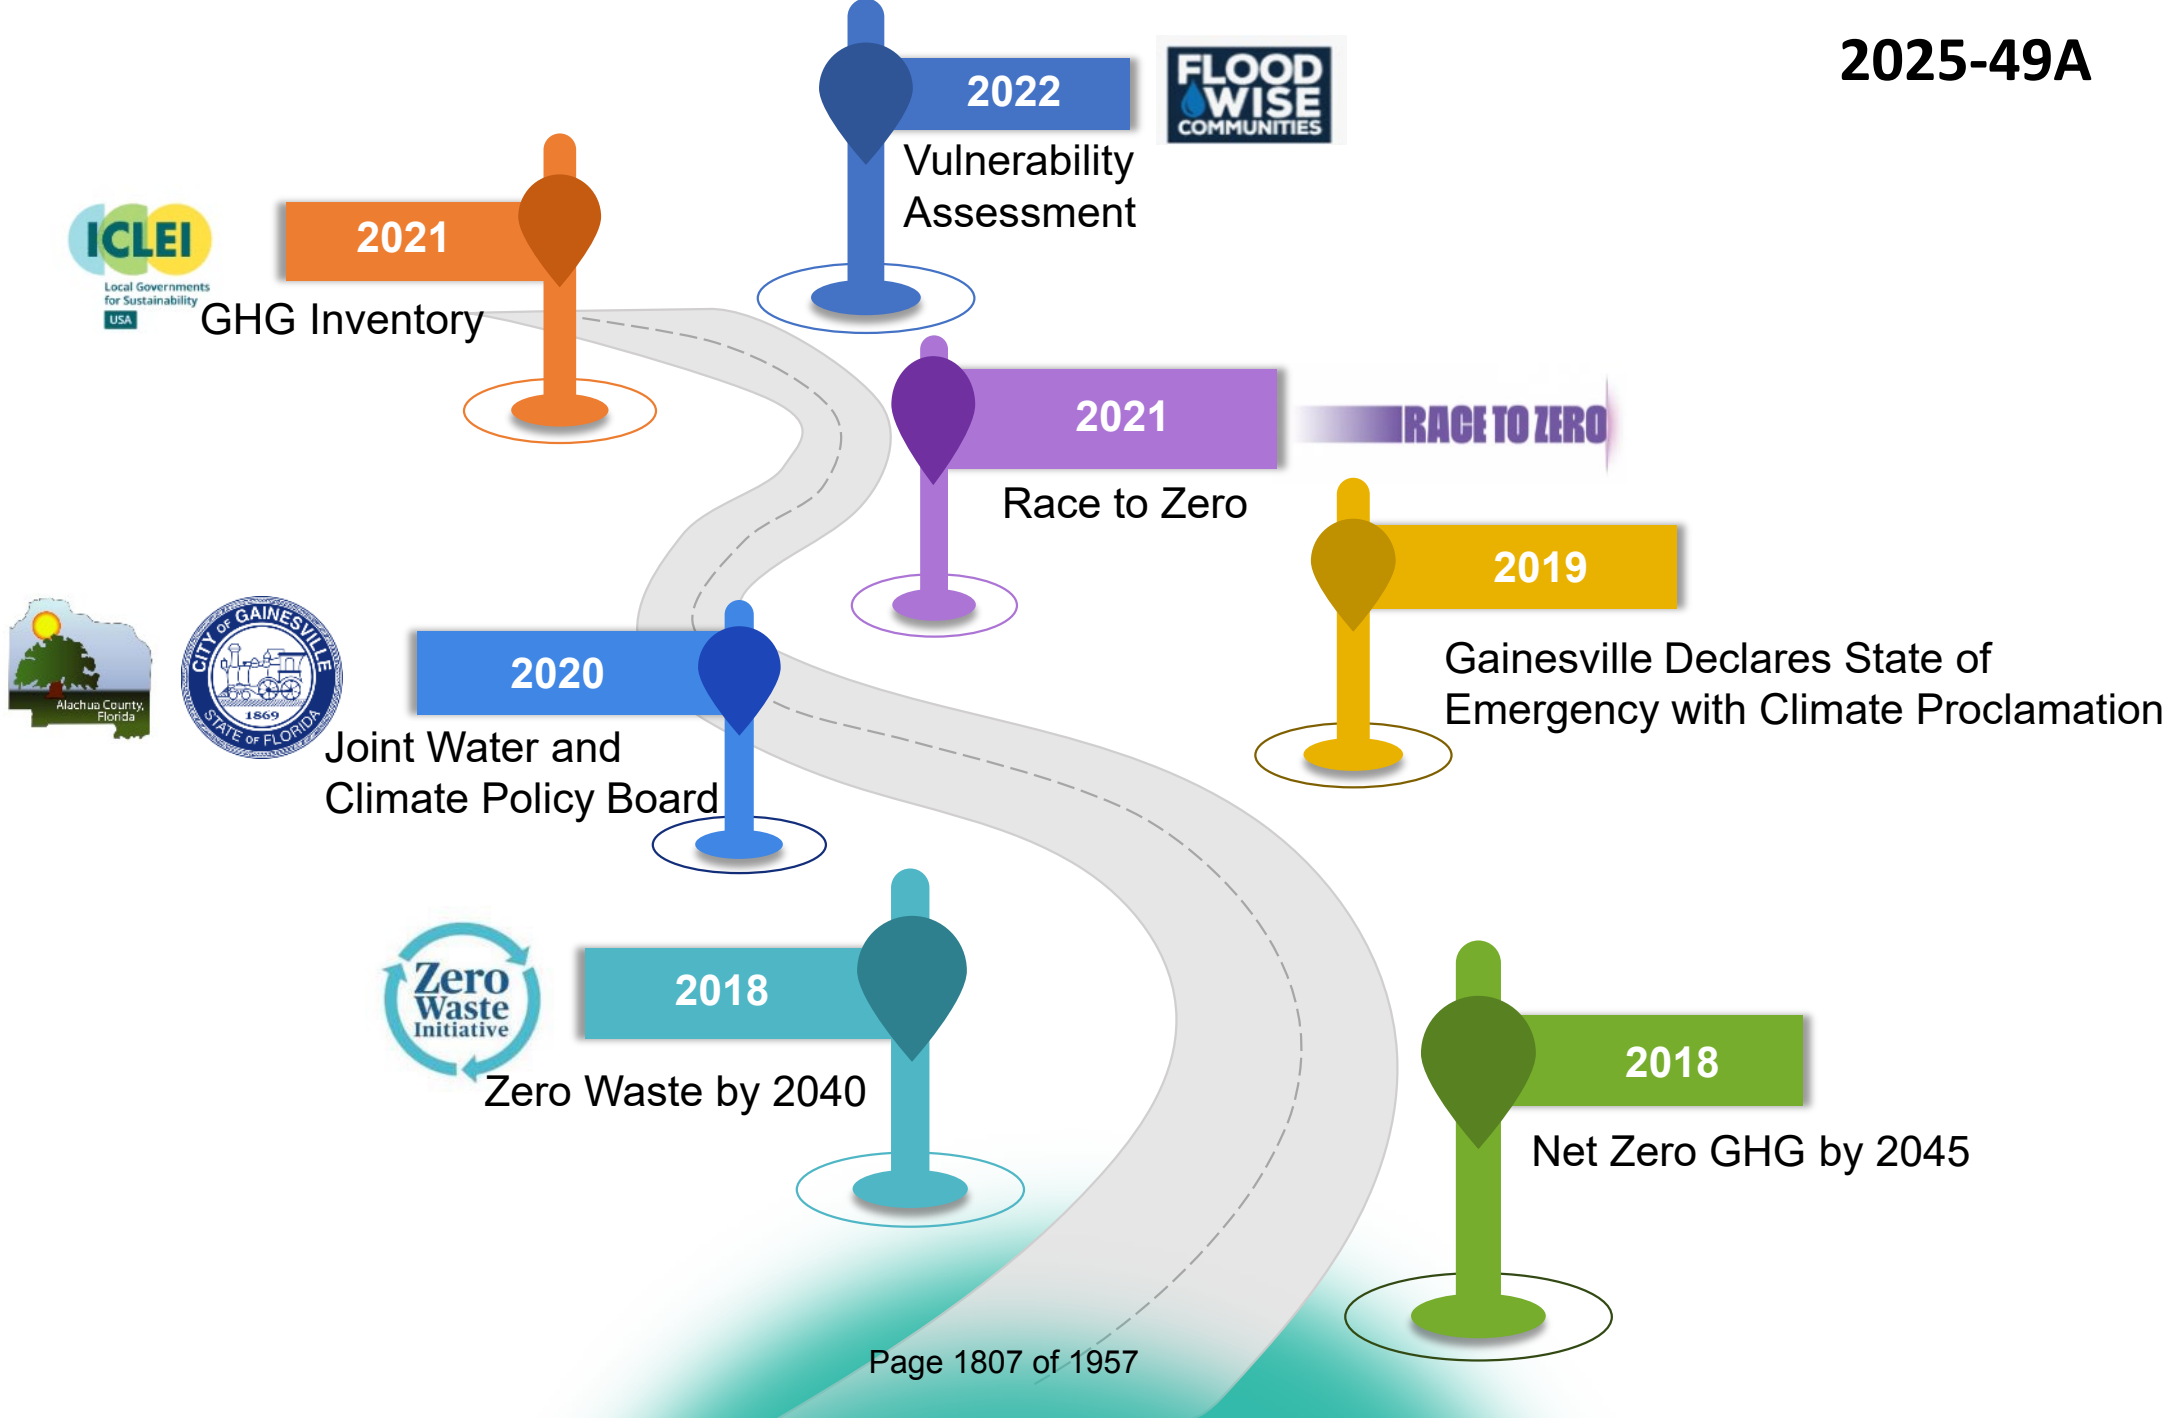 2025-49A
2022
FLOOD
WISE
COMMUNITIES
Vulnerability
Assessment
ICLEI
Local Governments
for Sustainability
USA
2021
GHG Inventory
2021
RACE TO ZERO
Race to Zero
2019
Gainesville Declares State of
Emergency with Climate Proclamation
Alachua County,
Florida
CITY OF GAINESVILLE
1869
STATE OF FLORIDA
2020
Joint Water and
Climate Policy Board
Zero
Waste
Initiative
2018
Zero Waste by 2040
2018
Net Zero GHG by 2045
Page 1807 of 1957